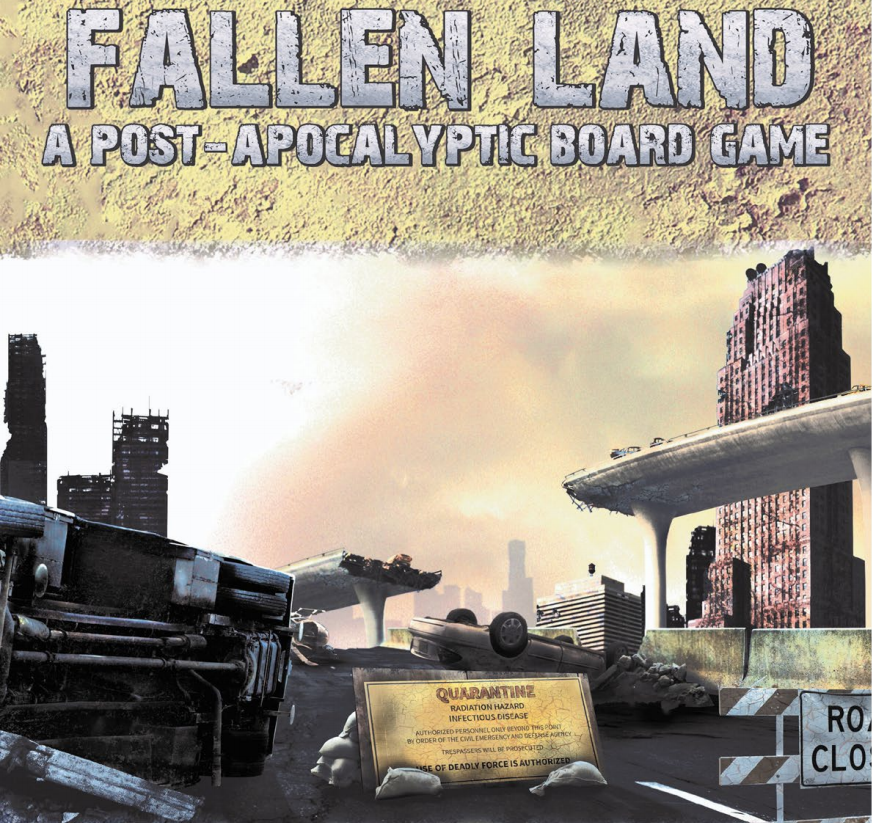 FALLEN LAND
A POST-APOCALYPTIC BOARD GAME
QUARANTINE
RADIATION HAZARD
INFECTIOUS DISEASE
AUTHORIZED PERSONNEL ONLY BEYOND THIS POINT
BY ORDER OF THE CIVIL EMERGENCY AND DEFENSE AGENCY
TRESPASSERS WILL BE PROSECUTED
USE OF DEADLY FORCE IS AUTHORIZED
ROA
CLOS